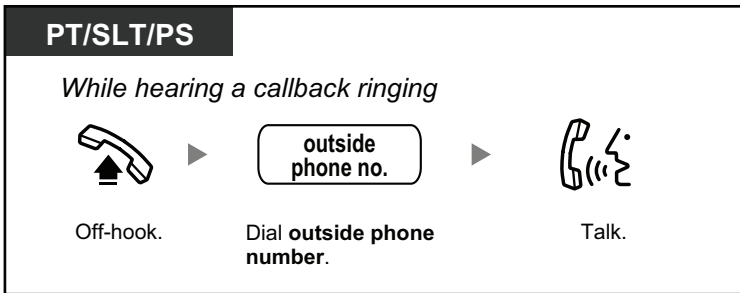 PT/SLT/PS
While hearing a callback ringing
outside
phone no.
Off-hook.
Dial outside phone
number.
Talk.